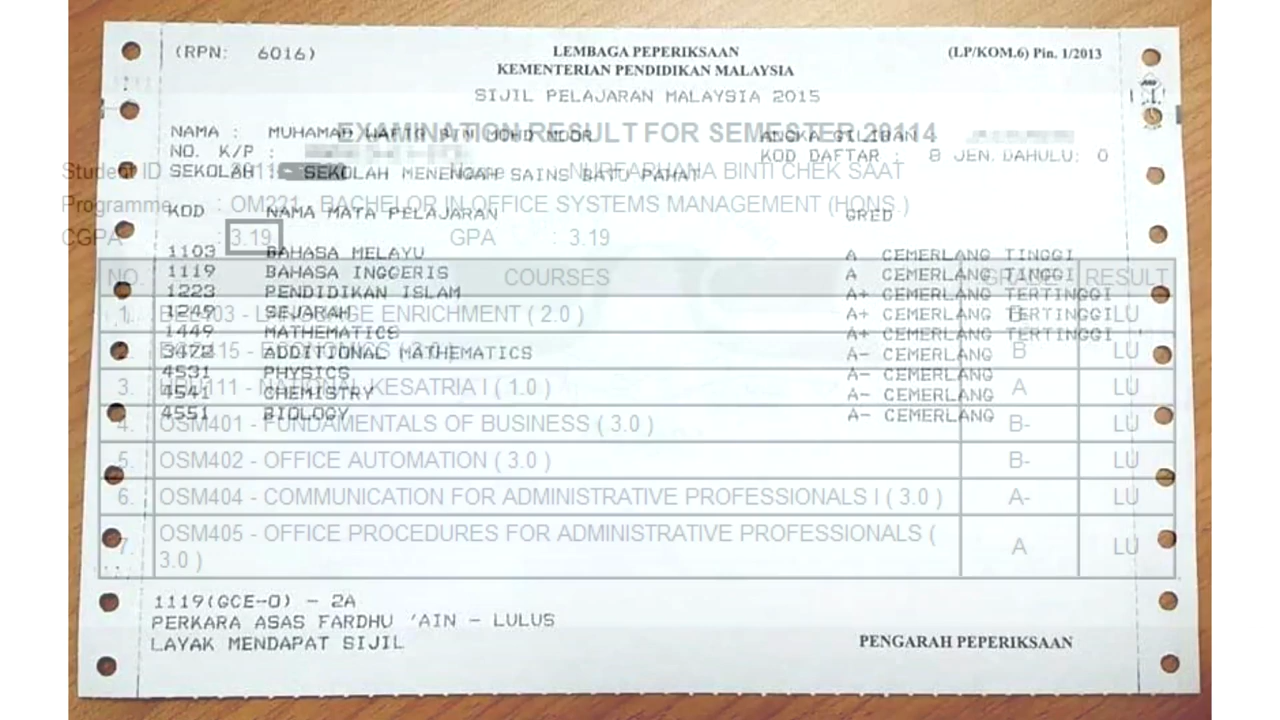 (RPN: 6016)
LEMBAGA PEPERIKSAAN
(LP/KOM.6) Pin. 1/2013
KEMENTERIAN PENDIDIKAN MALAYSIA
SIJIL PELAJARAN MALAYSIA 2015
EXAMINATION RESULT FOR SEMESTER 20114
NAMA : MUHAMAD BIN MOHD NOOR
ANGKA GILIRAN
NO. K/P :
KOD DAFTAR : 8 JEN. DAHULU: 0
SEKOLAH SEKOLAH MENENGAH SAINS BATU PAHAT
Student ID Name : NURFARHANA BINTI CHEK SAAT
Programme : OM221 - BACHELOR IN OFFICE SYSTEMS MANAGEMENT (HONS.)
KOD NAMA MATA PELAJARAN GRED
CGPA : 3.19 GPA : 3.19
1103 BAHASA MELAYU A CEMERLANG TINGGI
1119 BAHASA INGGERIS A CEMERLANG TINGGI
NO. COURSES GRADE RESULT
1223 PENDIDIKAN ISLAM A+ CEMERLANG TERTINGGI
1249 SEJARAH A+ CEMERLANG TERTINGGI
1. BEL403 - LANGUAGE ENRICHMENT ( 2.0 ) LU
1449 MATHEMATICS A+ CEMERLANG TERTINGGI
3472 ADDITIONAL MATHEMATICS A- CEMERLANG
2. B LU
4531 PHYSICS A- CEMERLANG
3. - NATIONAL KESATRIA I ( 1.0 ) A LU
4541 CHEMISTRY A- CEMERLANG
4551 BIOLOGY A- CEMERLANG
4. OSM401 - FUNDAMENTALS OF BUSINESS ( 3.0 ) B- LU
5. OSM402 - OFFICE AUTOMATION ( 3.0 ) B- LU
6. OSM404 - COMMUNICATION FOR ADMINISTRATIVE PROFESSIONALS I ( 3.0 ) A- LU
7. OSM405 - OFFICE PROCEDURES FOR ADMINISTRATIVE PROFESSIONALS (
3.0 ) A LU
1119(GCE-O) - 2A
PERKARA ASAS FARDHU 'AIN - LULUS
LAYAK MENDAPAT SIJIL
PENGARAH PEPERIKSAAN